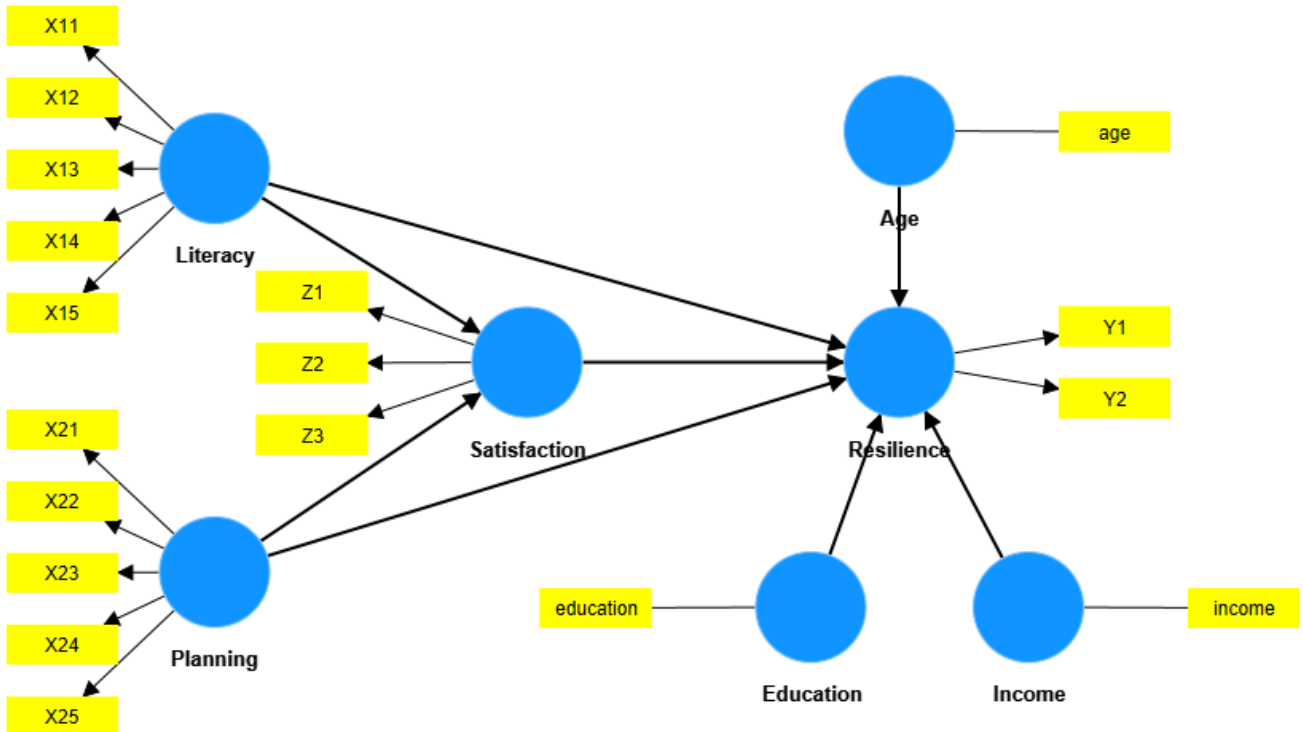 X11
X12
X13
X14
X15
Literacy
Z1
Z2
Z3
Satisfaction
X21
X22
X23
X24
X25
Planning
age
Age
Y1
Y2
Resilience
education
Education
income
Income